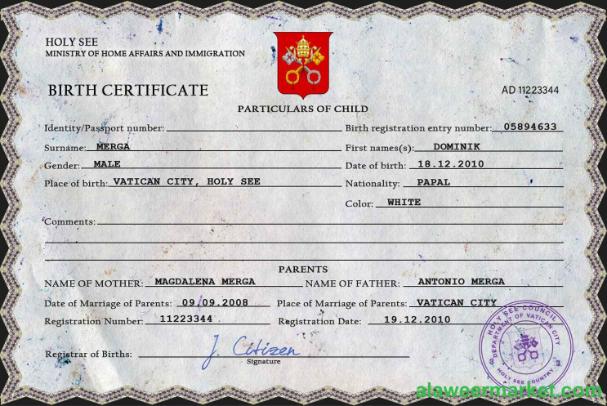 HOLY SEE
MINISTRY OF HOME AFFAIRS AND IMMIGRATION
BIRTH CERTIFICATE
AD 11223344
PARTICULARS OF CHILD
Identity/Passport number: Birth registration entry number: 05894633
Surname: MERGA First names(s): DOMINIK
Gender: MALE Date of birth: 18.12.2010
Place of birth: VATICAN CITY, HOLY SEE Nationality: PAPAL
Color: WHITE
Comments:
PARENTS
NAME OF MOTHER: MAGDALENA MERGA NAME OF FATHER: ANTONIO MERGA
Date of Marriage of Parents: 09.09.2008 Place of Marriage of Parents: VATICAN CITY
Registration Number: 11223344 Registration Date: 19.12.2010
Registrar of Births: J. Citizen
Signature
HOLY SEE COUNCIL
DEPARTMENT OF VATICAN CITY
HOLY SEE COUNTRY
alaweermarket.com